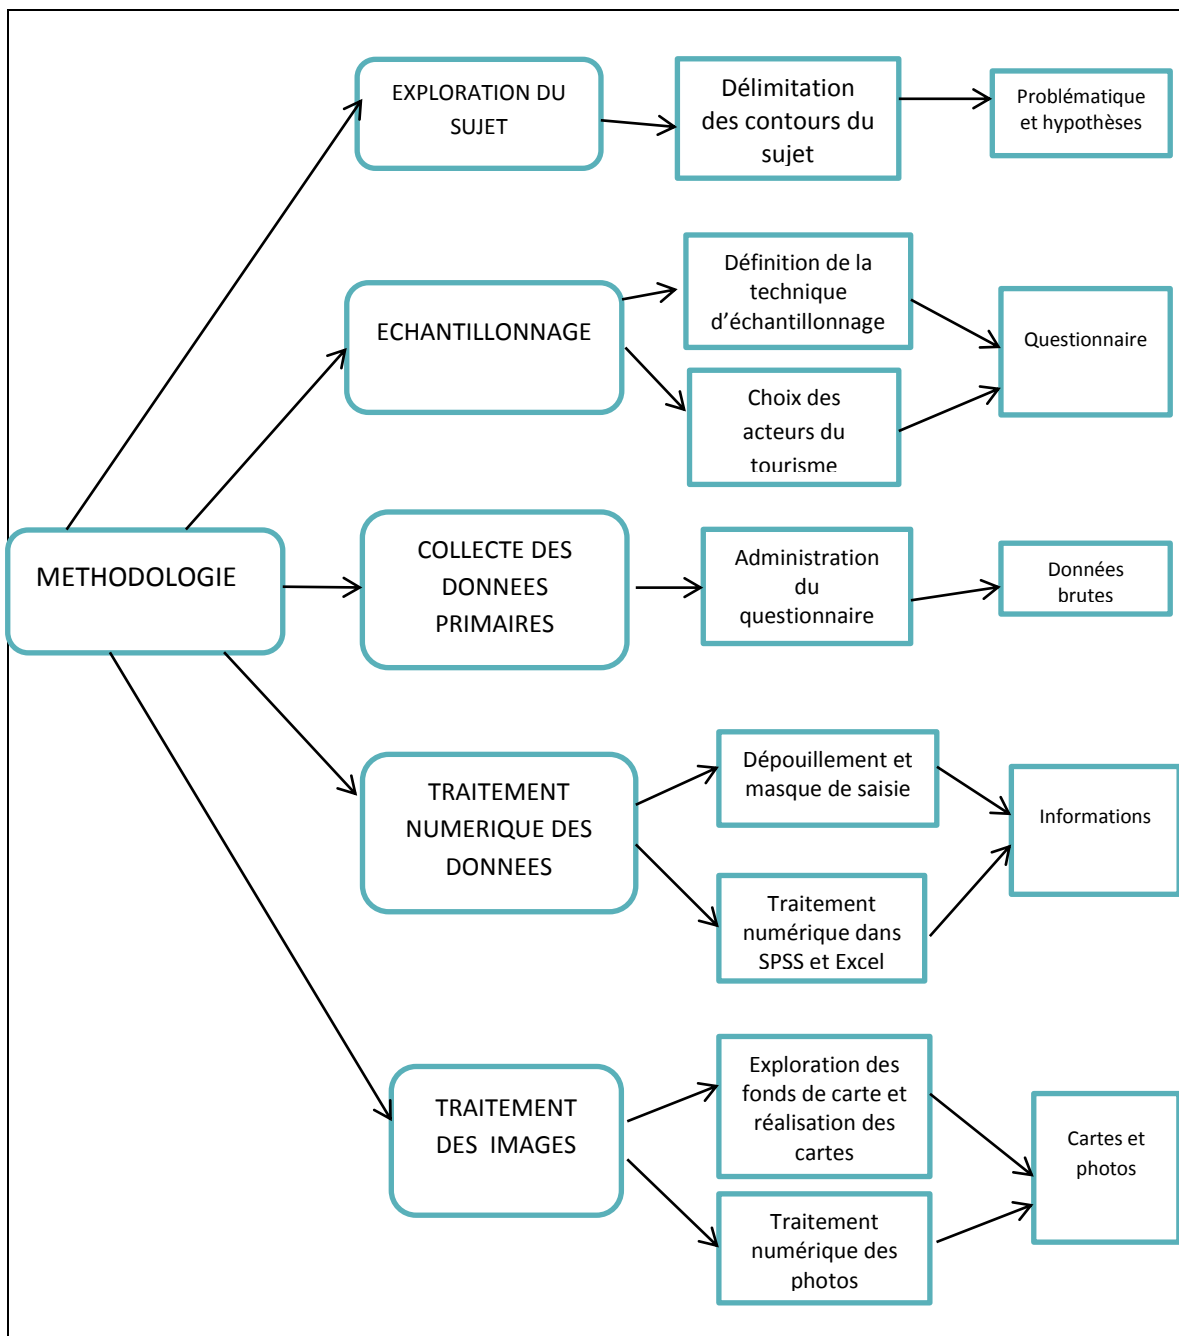 EXPLORATION DU
SUJET
Délimitation
des contours du
sujet
Problématique
et hypothèses
ECHANTILLONNAGE
Définition de la
technique
d’échantillonnage
Choix des
acteurs du
tourisme
Questionnaire
METHODOLOGIE
COLLECTE DES
DONNEES
PRIMAIRES
Administration
du
questionnaire
Données
brutes
TRAITEMENT
NUMERIQUE DES
DONNEES
Dépouillement et
masque de saisie
Traitement
numérique dans
SPSS et Excel
Informations
TRAITEMENT
DES IMAGES
Exploration des
fonds de carte et
réalisation des
cartes
Traitement
numérique des
photos
Cartes et
photos